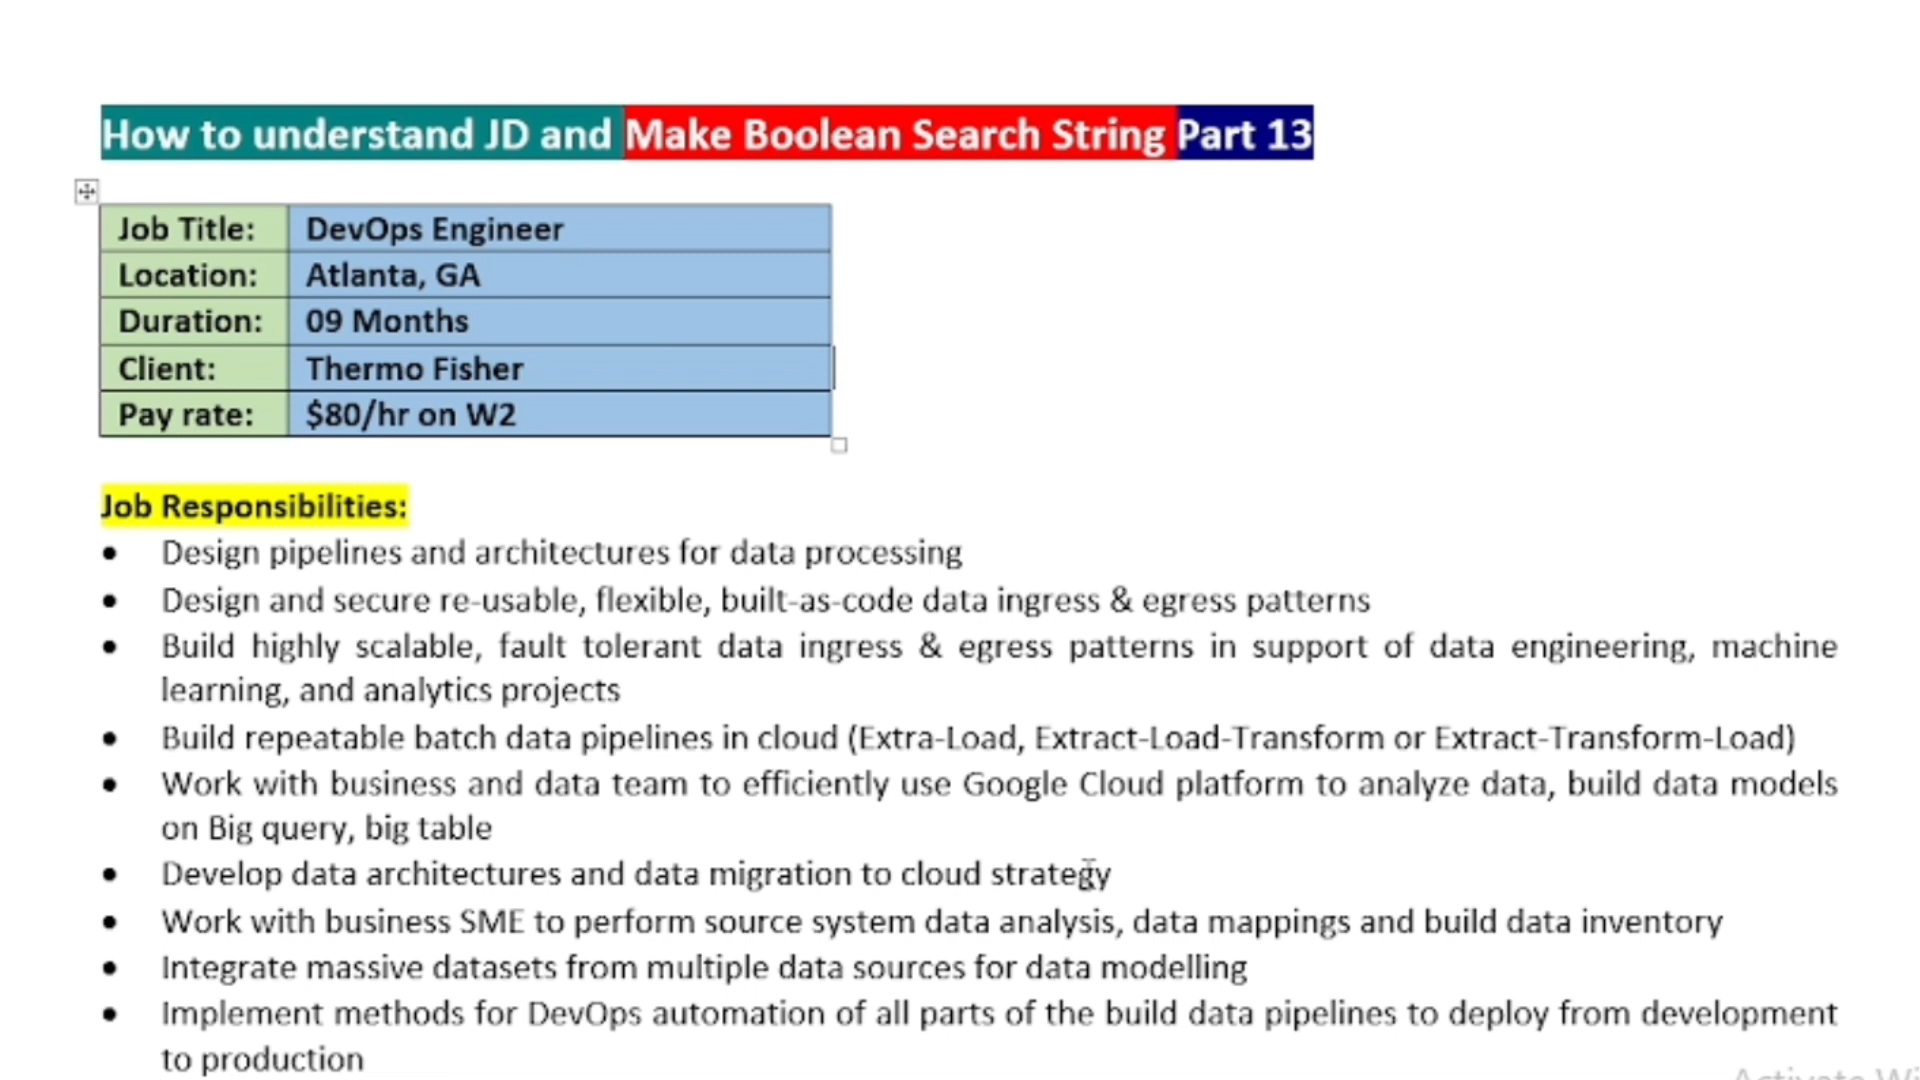 How to understand JD and Make Boolean Search String Part 13
Job Title: DevOps Engineer
Location: Atlanta, GA
Duration: 09 Months
Client: Thermo Fisher
Pay rate: $80/hr on W2
Job Responsibilities:
• Design pipelines and architectures for data processing
• Design and secure re-usable, flexible, built-as-code data ingress & egress patterns
• Build highly scalable, fault tolerant data ingress & egress patterns in support of data engineering, machine
learning, and analytics projects
• Build repeatable batch data pipelines in cloud (Extra-Load, Extract-Load-Transform or Extract-Transform-Load)
• Work with business and data team to efficiently use Google Cloud platform to analyze data, build data models
on Big query, big table
• Develop data architectures and data migration to cloud strategy
• Work with business SME to perform source system data analysis, data mappings and build data inventory
• Integrate massive datasets from multiple data sources for data modelling
• Implement methods for DevOps automation of all parts of the build data pipelines to deploy from development
to production